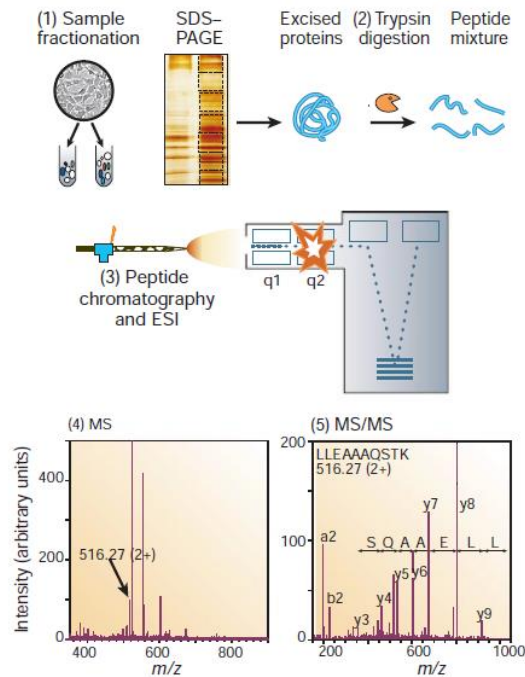 (1) Sample
fractionation
SDS–
PAGE
Excised
proteins
(2) Trypsin
digestion
Peptide
mixture
(3) Peptide
chromatography
and ESI
q1
q2
(4) MS
Intensity (arbitrary units)
400
200
0
516.27 (2+)
400
600
800
m/z
(5) MS/MS
200
100
0
LLEAAAQSTK
516.27 (2+)
a2
b2
y3
y4
y5
y6
y7
y8
y9
S Q A A E L L
200
600
1000
m/z